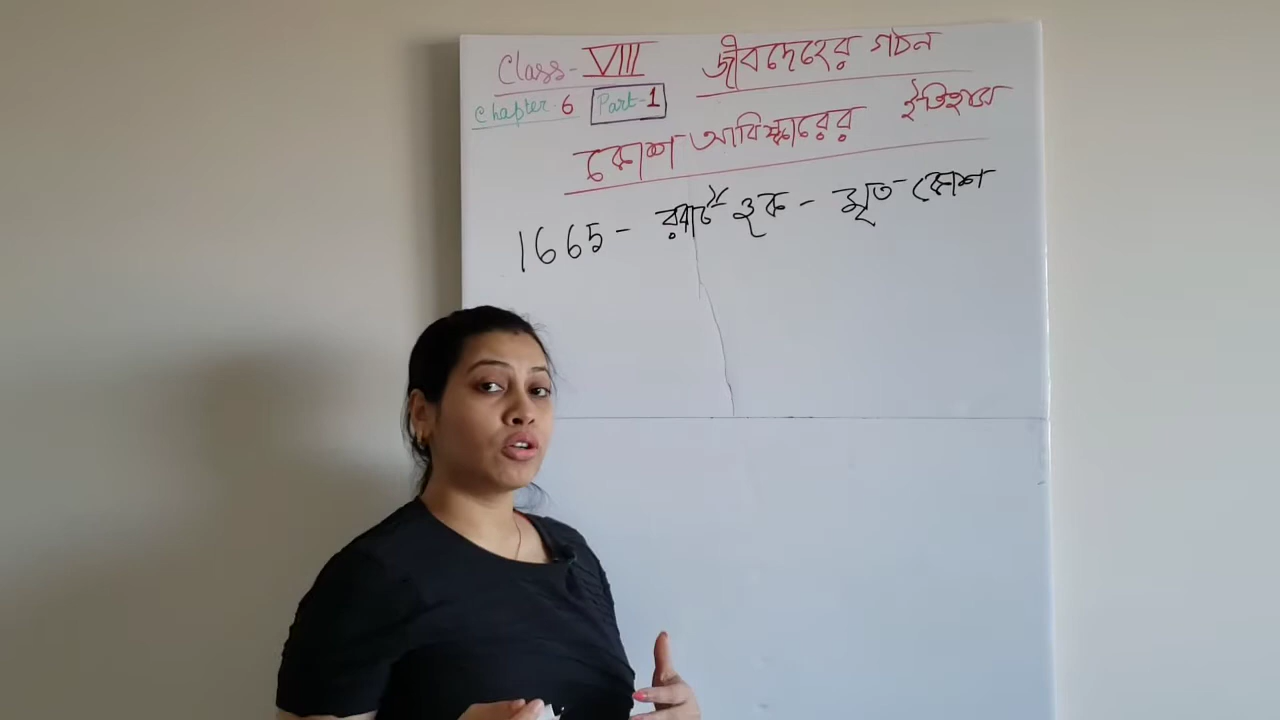 Class- VIII জীবদেহের গঠন
Chapter 6 Part-1
কোশ আবিষ্কারের ইতিহাস
1665 - রবার্ট হুক - মৃত কোশ